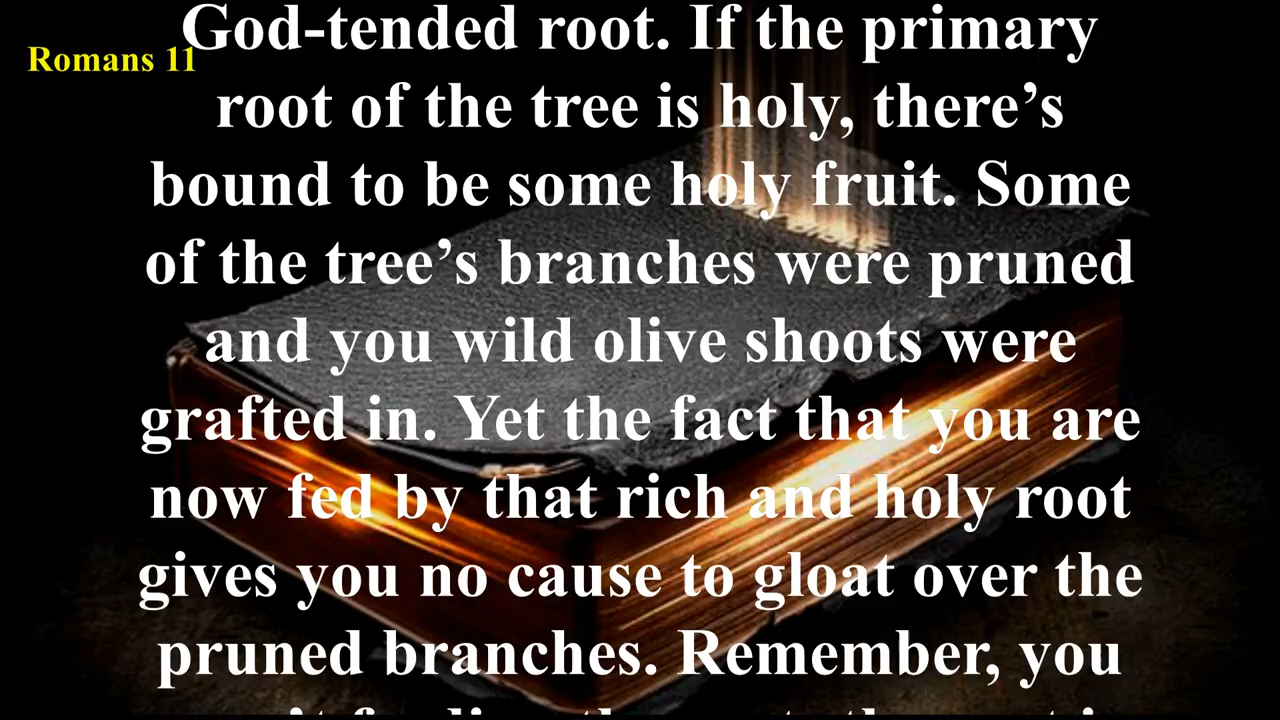 God-tended root. If the primary
Romans 11
root of the tree is holy, there’s
bound to be some holy fruit. Some
of the tree’s branches were pruned
and you wild olive shoots were
grafted in. Yet the fact that you are
now fed by that rich and holy root
gives you no cause to gloat over the
pruned branches. Remember, you